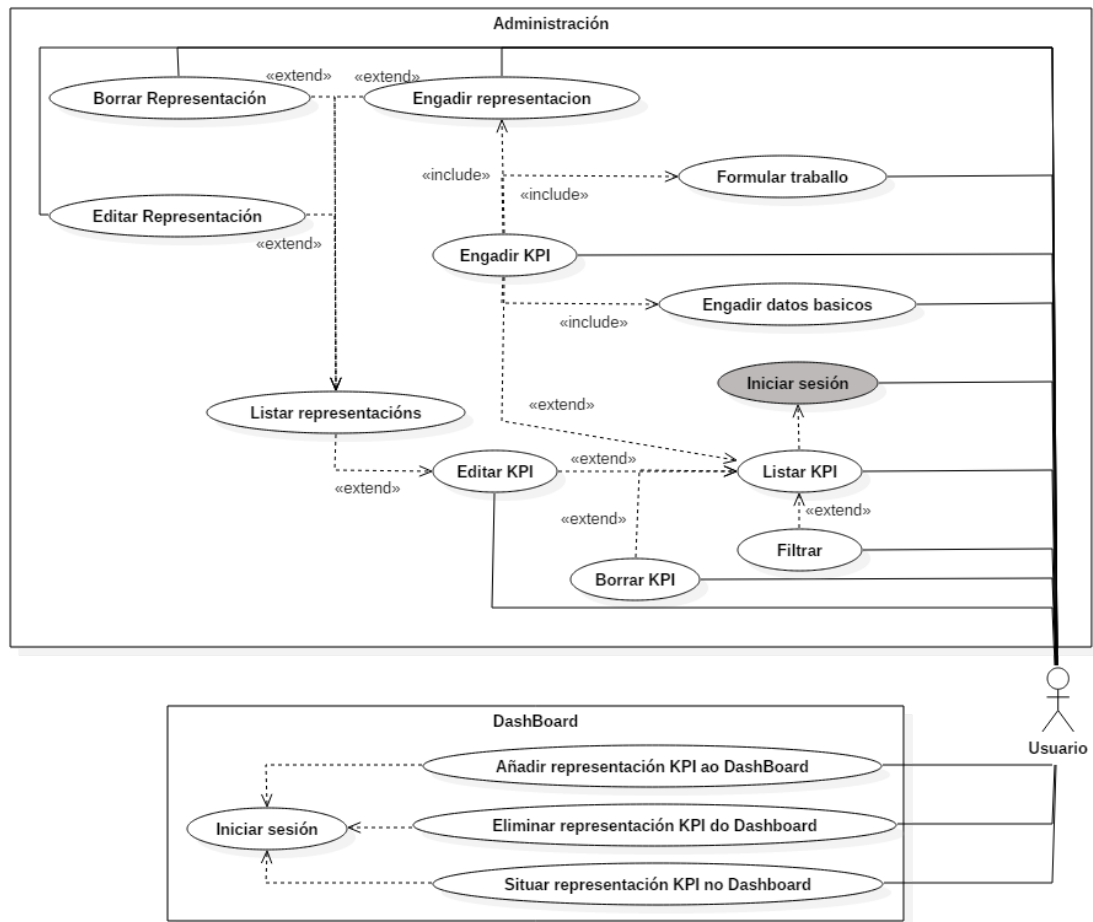 Administración
«extend»
«extend»
Borrar Representación
Engadir representacion
«include»
Formular traballo
«include»
Editar Representación
«extend»
Engadir KPI
Engadir datos basicos
«include»
Iniciar sesión
«extend»
Listar representacións
«extend»
Editar KPI
Listar KPI
«extend»
«extend»
«extend»
Filtrar
Borrar KPI
DashBoard
Usuario
Añadir representación KPI ao DashBoard
Iniciar sesión
Eliminar representación KPI do Dashboard
Situar representación KPI no Dashboard